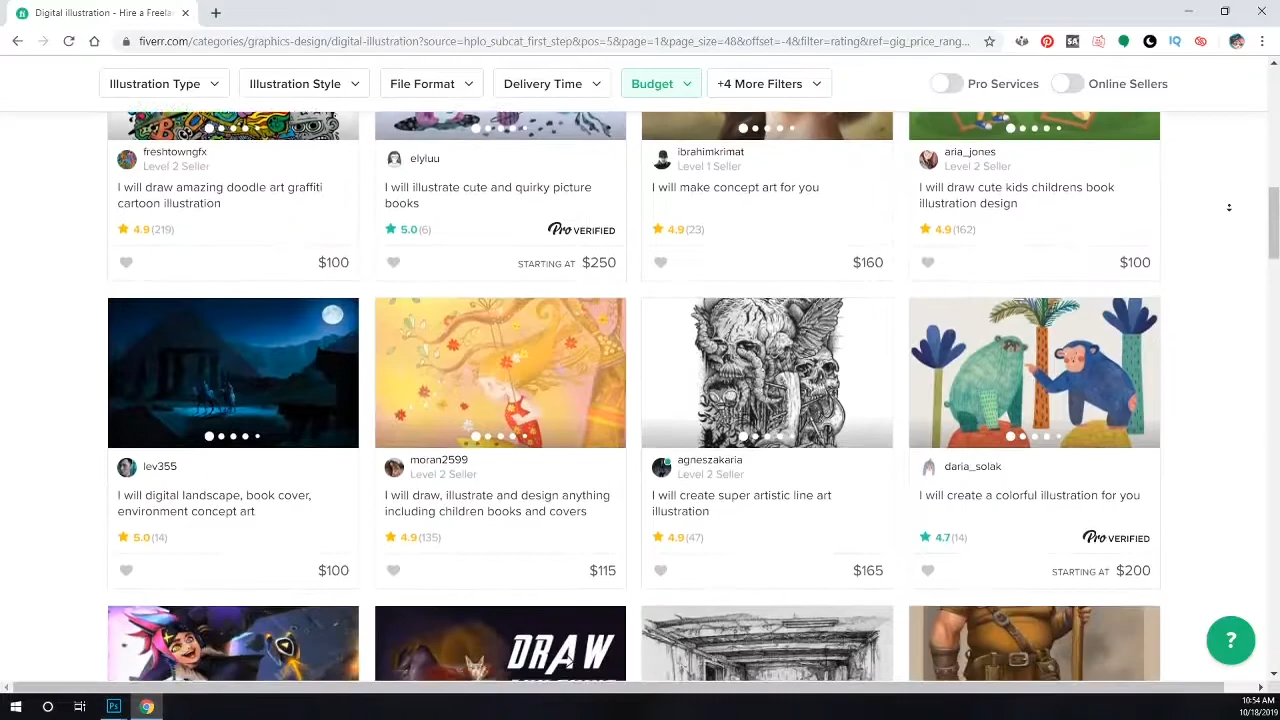 Digital illustration - Hire a Freela
fiverr.com/categories/graphics-design/digital-illustration?source=hplo_subcat_first_step&pos=5&page=1&page_size=48&offset=-4&filter=rating&ref=gig_price_rang...
Illustration Type Illustration Style File Format Delivery Time Budget +4 More Filters Pro Services Online Sellers
freshtowngfx
Level 2 Seller
I will draw amazing doodle art graffiti
cartoon illustration
4.9 (219)
$100
elyluu
I will illustrate cute and quirky picture
books
5.0 (6) Pro VERIFIED
STARTING AT $250
ibrahimkrimat
Level 1 Seller
I will make concept art for you
4.9 (23)
$160
aria_jones
Level 2 Seller
I will draw cute kids childrens book
illustration design
4.9 (162)
$100
lev355
I will digital landscape, book cover,
environment concept art
5.0 (14)
$100
moran2599
Level 2 Seller
I will draw, illustrate and design anything
including children books and covers
4.9 (135)
$115
agneszakaria
Level 2 Seller
I will create super artistic line art
illustration
4.9 (47)
$165
daria_solak
I will create a colorful illustration for you
4.7 (14) Pro VERIFIED
STARTING AT $200
DRAW
?
10:54 AM
10/18/2019